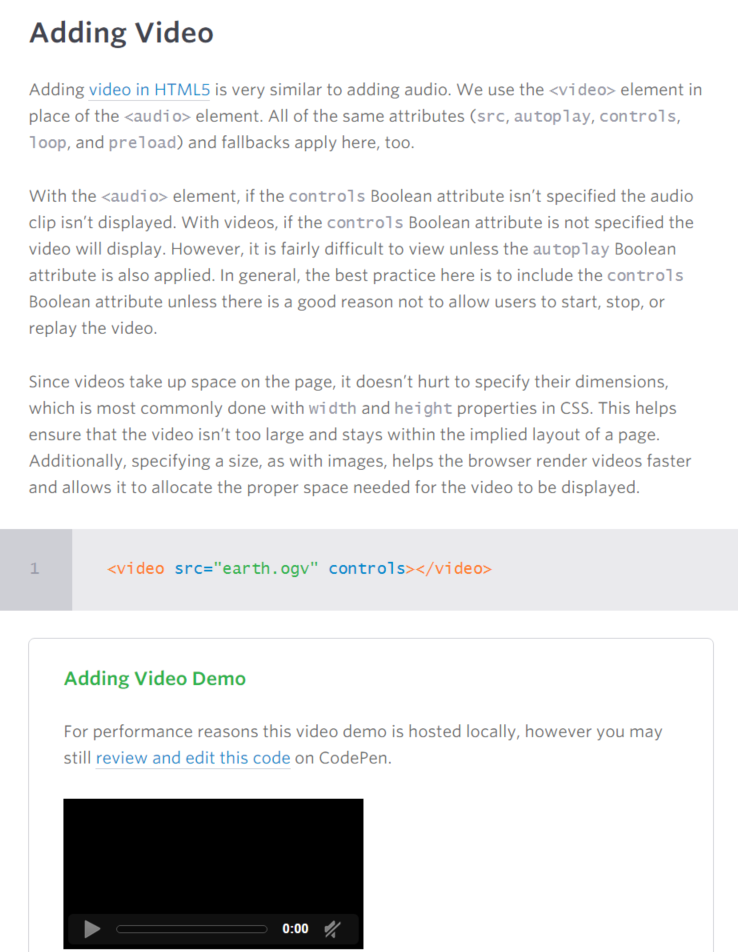 Adding Video
Adding video in HTML5 is very similar to adding audio. We use the <video> element in
place of the <audio> element. All of the same attributes (src, autoplay, controls,
loop, and preload) and fallbacks apply here, too.
With the <audio> element, if the controls Boolean attribute isn’t specified the audio
clip isn’t displayed. With videos, if the controls Boolean attribute is not specified the
video will display. However, it is fairly difficult to view unless the autoplay Boolean
attribute is also applied. In general, the best practice here is to include the controls
Boolean attribute unless there is a good reason not to allow users to start, stop, or
replay the video.
Since videos take up space on the page, it doesn’t hurt to specify their dimensions,
which is most commonly done with width and height properties in CSS. This helps
ensure that the video isn’t too large and stays within the implied layout of a page.
Additionally, specifying a size, as with images, helps the browser render videos faster
and allows it to allocate the proper space needed for the video to be displayed.
1 <video src="earth.ogv" controls></video>
Adding Video Demo
For performance reasons this video demo is hosted locally, however you may
still review and edit this code on CodePen.
0:00